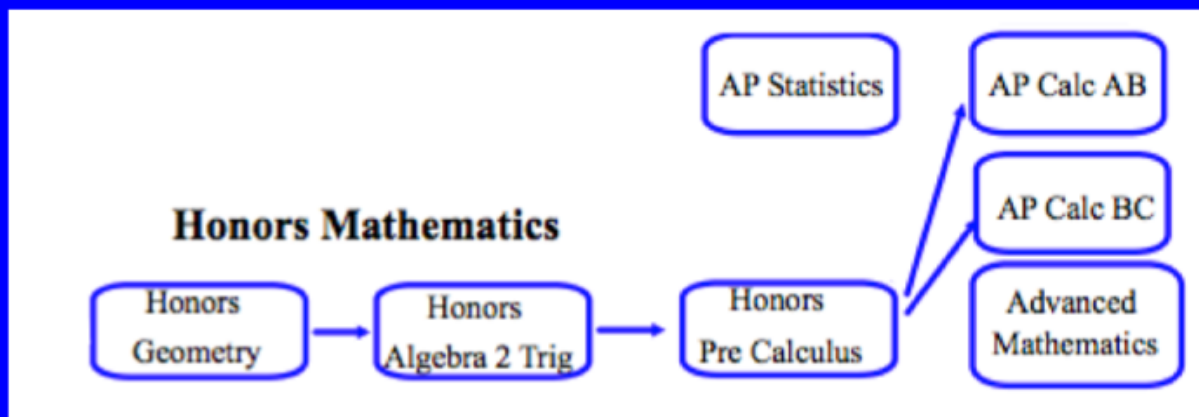 AP Statistics
AP Calc AB
AP Calc BC
Honors Mathematics
Honors
Geometry
Honors
Algebra 2 Trig
Honors
Pre Calculus
Advanced
Mathematics